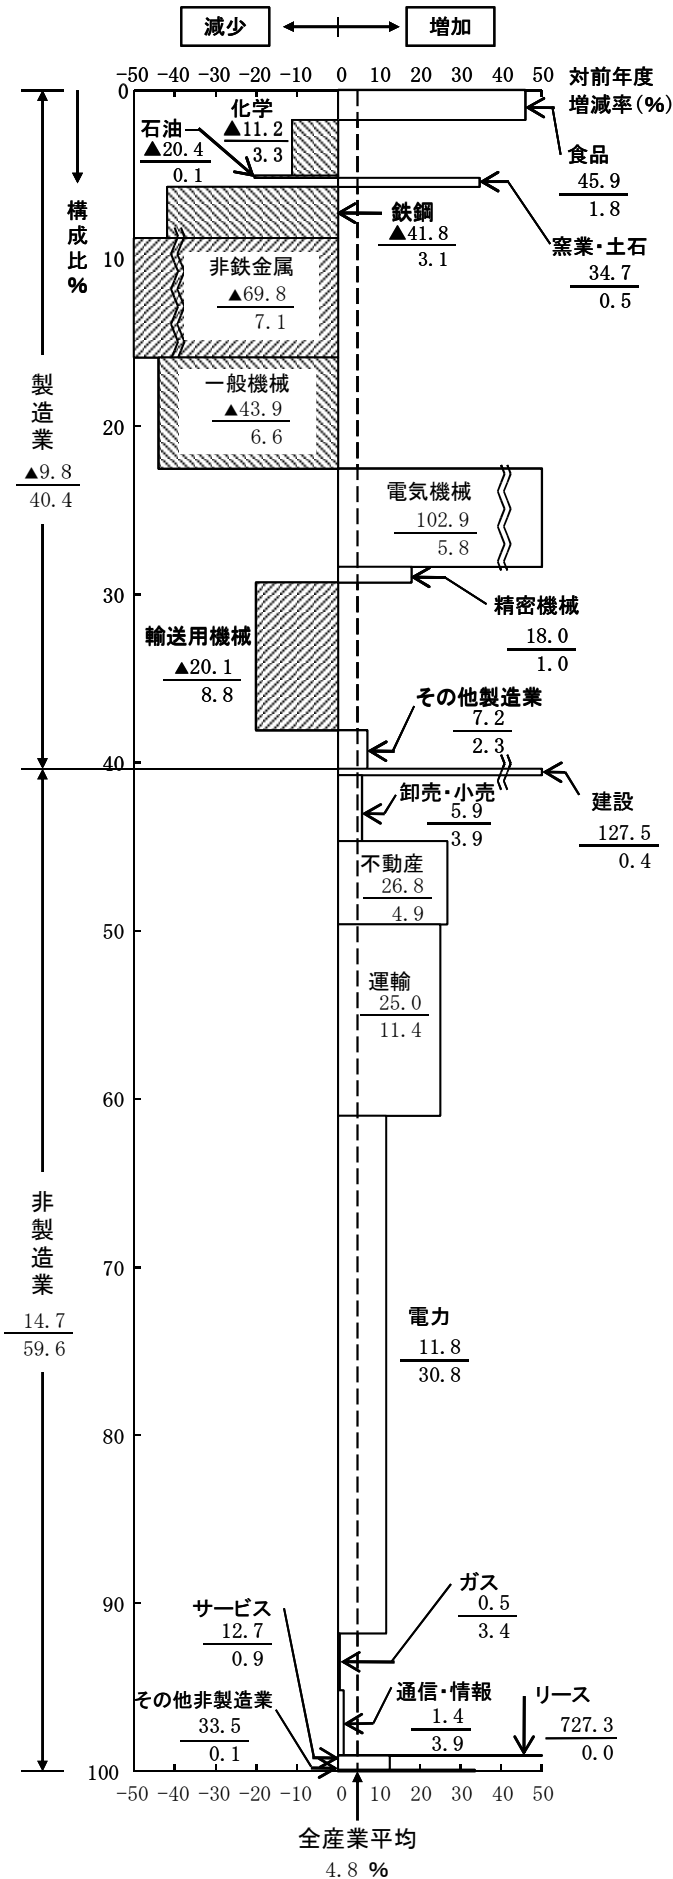 減少
増加
-50 -40 -30 -20 -10 0 10 20 30 40 50
対前年度
増減率(%)
0
化学
▲11.2
3.3
石油
▲20.4
0.1
食品
45.9
1.8
構成比%
鉄鋼
▲41.8
3.1
窯業・土石
34.7
0.5
10
非鉄金属
▲69.8
7.1
製造業
▲9.8
40.4
一般機械
▲43.9
6.6
20
電気機械
102.9
5.8
30
精密機械
18.0
1.0
輸送用機械
▲20.1
8.8
その他製造業
7.2
2.3
40
卸売・小売
5.9
3.9
建設
127.5
0.4
不動産
26.8
4.9
50
運輸
25.0
11.4
60
非製造業
14.7
59.6
70
電力
11.8
30.8
80
90
ガス
0.5
3.4
サービス
12.7
0.9
その他非製造業
33.5
0.1
通信・情報
1.4
3.9
リース
727.3
0.0
100
-50 -40 -30 -20 -10 0 10 20 30 40 50
全産業平均
4.8 %